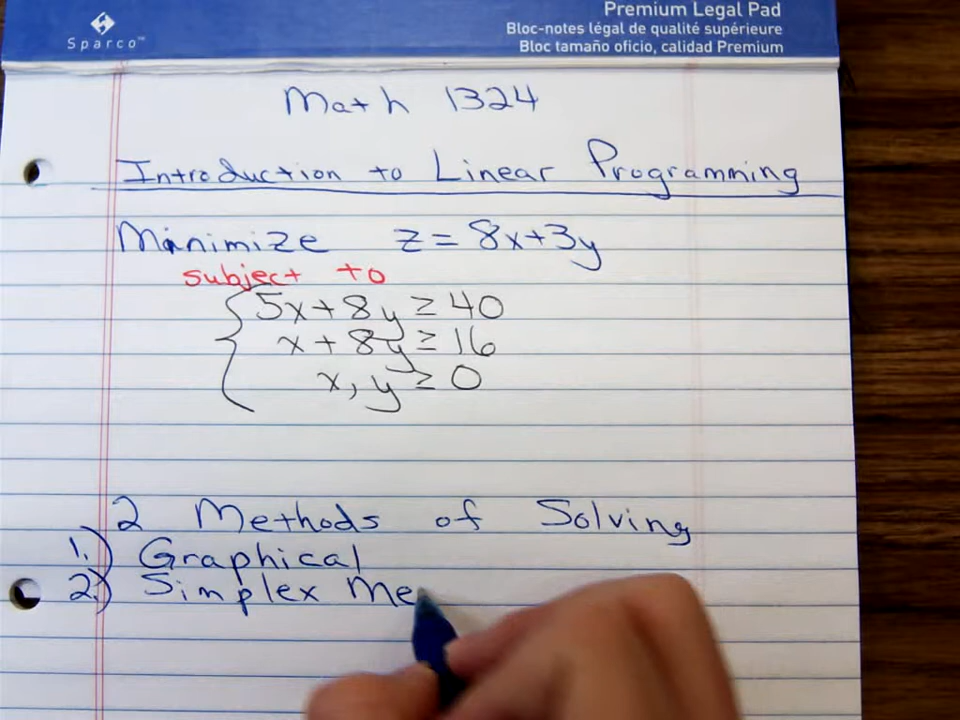 Sparco™
Premium Legal Pad
Bloc-notes légal de qualité supérieure
Bloc tamaño oficio, calidad Premium
Math 1324
Introduction to Linear Programming
Minimize z = 8x+3y
subject to
5x+8y ≥ 40
x + 8y ≥ 16
x, y ≥ 0
2 Methods of Solving
1.) Graphical
2.) Simplex Me